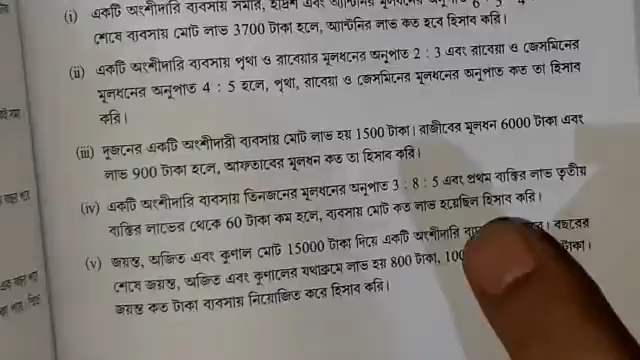 (i) একটি অংশীদারি ব্যবসায় সমীর, ইদ্রিশ এবং অ্যান্টনির মূলধনের
শেষে ব্যবসায় মোট লাভ 3700 টাকা হলে, অ্যান্টনির লাভ কত হবে হিসাব করি।
(ii) একটি অংশীদারি ব্যবসায় পৃথা ও রাবেয়ার মূলধনের অনুপাত 2 : 3 এবং রাবেয়া ও জেসমিনের
মূলধনের অনুপাত 4 : 5 হলে, পৃথা, রাবেয়া ও জেসমিনের মূলধনের অনুপাত কত তা হিসাব
করি।
(iii) দুজনের একটি অংশীদারী ব্যবসায় মোট লাভ হয় 1500 টাকা। রাজীবের মূলধন 6000 টাকা এবং
লাভ 900 টাকা হলে, আফতাবের মূলধন কত তা হিসাব করি।
(iv) একটি অংশীদারি ব্যবসায় তিনজনের মূলধনের অনুপাত 3 : 8 : 5 এবং প্রথম ব্যক্তির লাভ তৃতীয়
ব্যক্তির লাভের থেকে 60 টাকা কম হলে, ব্যবসায় মোট কত লাভ হয়েছিল হিসাব করি।
(v) জয়ন্ত, অজিত এবং কুণাল মোট 15000 টাকা দিয়ে একটি অংশীদারি বছরের
শেষে জয়ন্ত, অজিত এবং কুণালের যথাক্রমে লাভ হয় 800 টাকা, টাকা।
জয়ন্ত কত টাকা ব্যবসায় নিয়োজিত করে হিসাব করি।